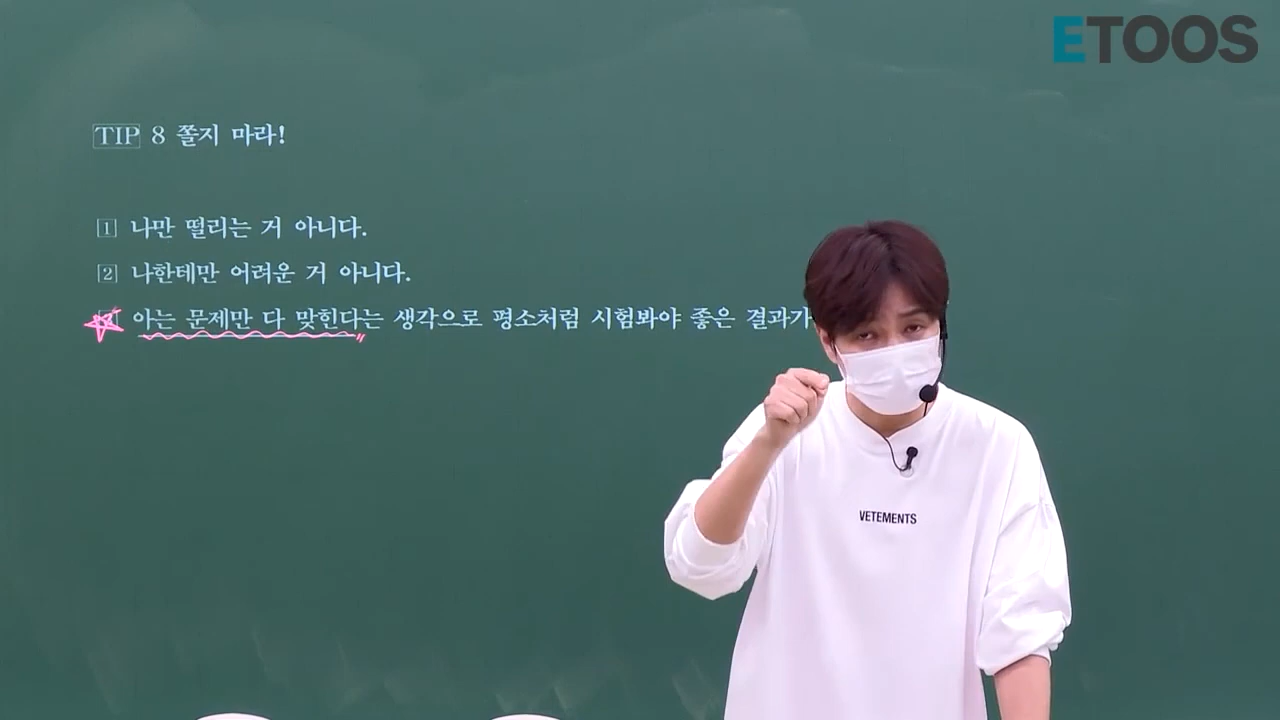 ETOOS
TIP 8 쫄지 마라!
1 나만 떨리는 거 아니다.
2 나한테만 어려운 거 아니다.
아는 문제만 다 맞힌다는 생각으로 평소처럼 시험봐야 좋은 결과가
VETEMENTS